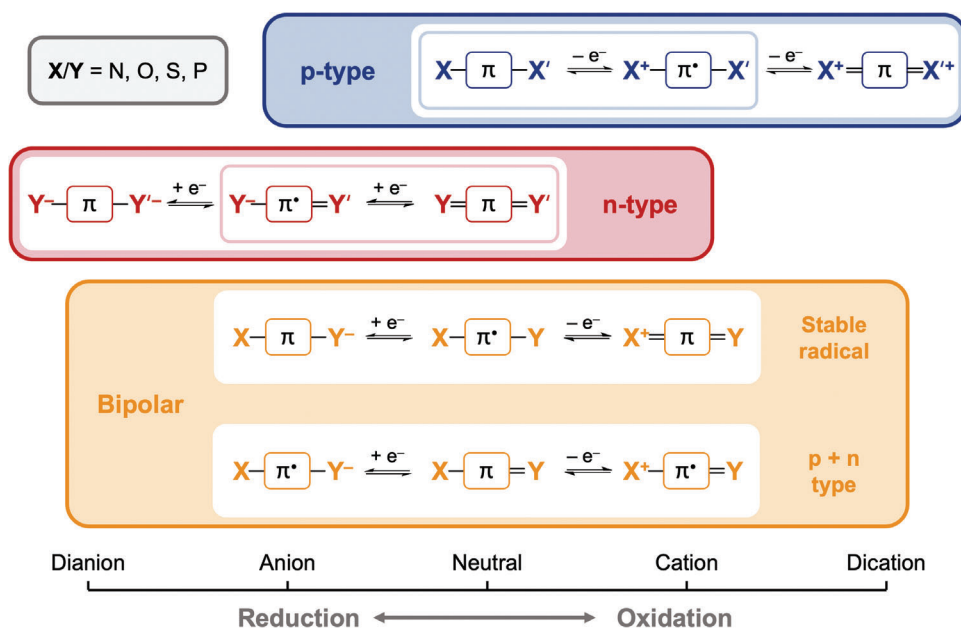 X/Y = N, O, S, P
p-type
X – π – X′ – e⁻ ⇌ X⁺ – π• – X′ – e⁻ ⇌ X⁺ = π = X′⁺
Y⁻ – π – Y′⁻ + e⁻ ⇌ Y⁻ – π• = Y′ + e⁻ ⇌ Y = π = Y′
n-type
Bipolar
X – π – Y⁻ + e⁻ ⇌ X – π• – Y – e⁻ ⇌ X⁺ = π = Y
Stable
radical
X – π• – Y⁻ + e⁻ ⇌ X – π = Y – e⁻ ⇌ X⁺ – π• = Y
p + n
type
Dianion Anion Neutral Cation Dication
Reduction Oxidation